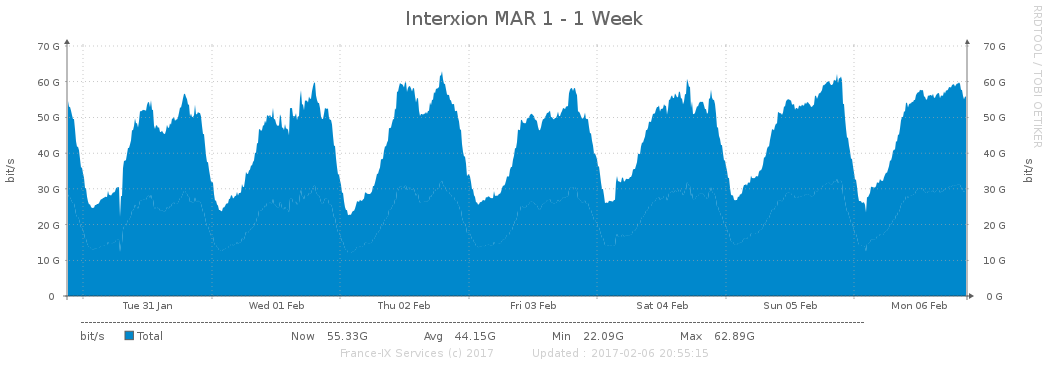 Interxion MAR 1 - 1 Week
RRDTOOL / TOBI OETIKER
70 G 70 G
60 G 60 G
50 G 50 G
40 G 40 G
30 G 30 G
20 G 20 G
10 G 10 G
0 0 G
bit/s bit/s
Tue 31 Jan Wed 01 Feb Thu 02 Feb Fri 03 Feb Sat 04 Feb Sun 05 Feb Mon 06 Feb
bit/s Total Now 55.33G Avg 44.15G Min 22.09G Max 62.89G
France-IX Services (c) 2017 Updated : 2017-02-06 20:55:15